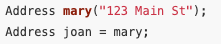 Address mary("123 Main St");
Address joan = mary;